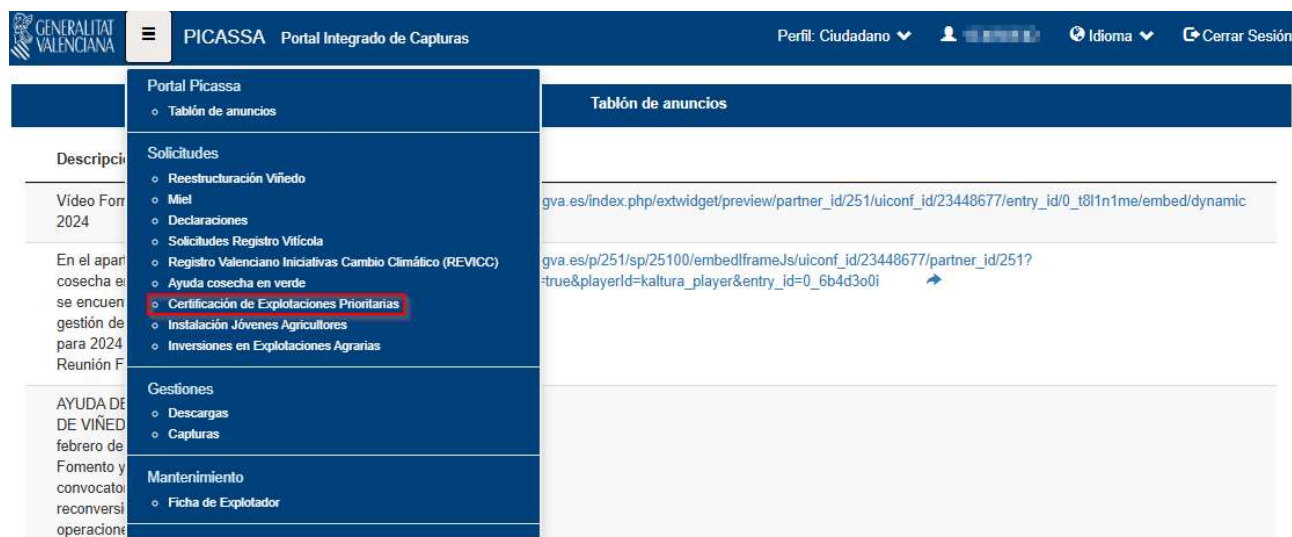 GENERALITAT
VALENCIANA
PICASSA Portal Integrado de Capturas
Perfil: Ciudadano
Idioma
Cerrar Sesión
Portal Picassa
Tablón de anuncios
Solicitudes
Reestructuración Viñedo
Miel
Declaraciones
Solicitudes Registro Vitícola
Registro Valenciano Iniciativas Cambio Climático (REVICC)
Ayuda cosecha en verde
Certificación de Explotaciones Prioritarias
Instalación Jóvenes Agricultores
Inversiones en Explotaciones Agrarias
Gestiones
Descargas
Capturas
Mantenimiento
Ficha de Explotador
Tablón de anuncios
Descripci
Vídeo Forr
2024
gva.es/index.php/extwidget/preview/partner_id/251/uiconf_id/23448677/entry_id/0_t8l1n1me/embed/dynamic
En el apar
cosecha e
se encuen
gestión de
para 2024
Reunión F
gva.es/p/251/sp/25100/embedIframeJs/uiconf_id/23448677/partner_id/251?
=true&playerId=kaltura_player&entry_id=0_6b4d3o0i
AYUDA DE
DE VIÑED
febrero de
Fomento y
convocato
reconversi
operacione